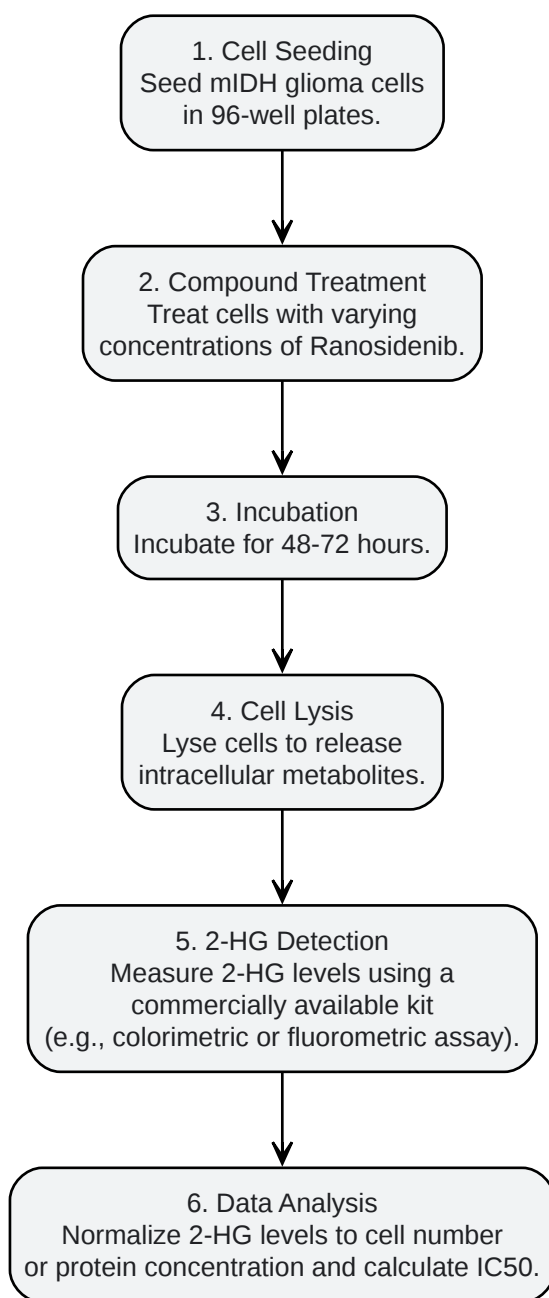 1. Cell Seeding
Seed mIDH glioma cells
in 96-well plates.
2. Compound Treatment
Treat cells with varying
concentrations of Ranosidenib.
3. Incubation
Incubate for 48-72 hours.
4. Cell Lysis
Lyse cells to release
intracellular metabolites.
5. 2-HG Detection
Measure 2-HG levels using a
commercially available kit
(e.g., colorimetric or fluorometric assay).
6. Data Analysis
Normalize 2-HG levels to cell number
or protein concentration and calculate IC50.